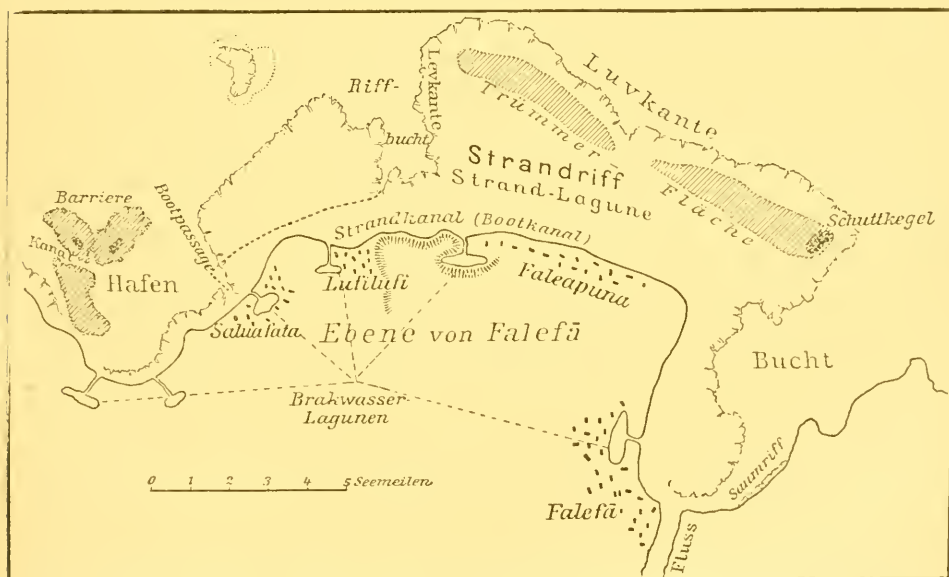 Riff-
bucht
Levkante
Luvkante
Trümmer
Fläche
Strandriff
Strand-Lagune
Schuttkegel
Barriere
Kanal
Bootpassage
Strandkanal (Bootkanal)
Hafen
Lufilufi
Faleapuna
Saluafata
Ebene von Falefā
Bucht
Brakwasser-
Lagunen
0 1 2 3 4 5 Seemeilen
Saumriff
Falefā
Fluss